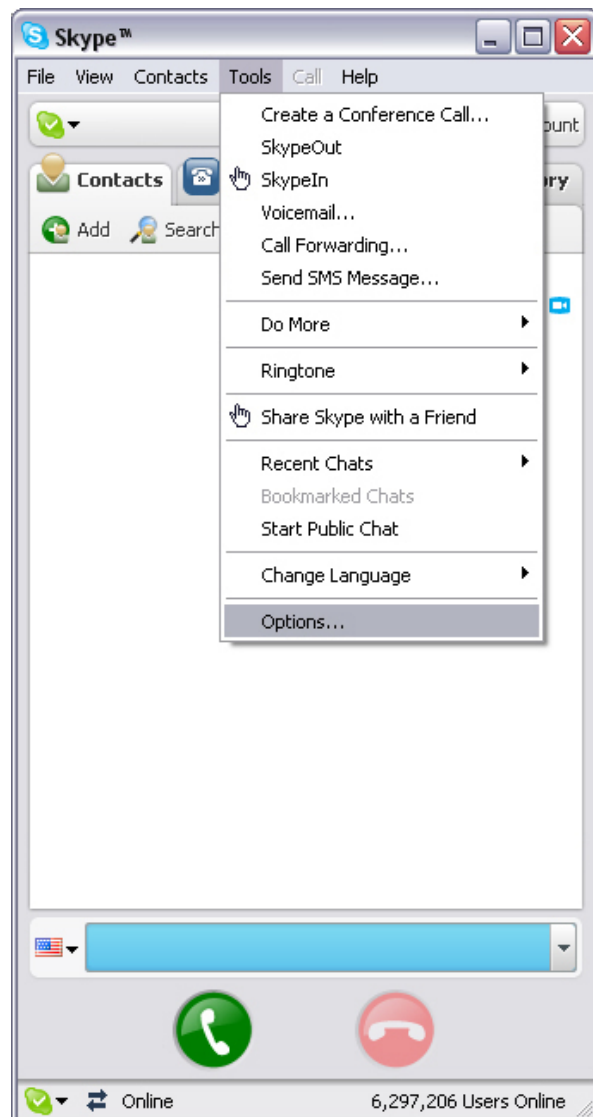 Skype™
File View Contacts Tools Call Help
Create a Conference Call...
SkypeOut
SkypeIn
Voicemail...
Call Forwarding...
Send SMS Message...
Do More
Ringtone
Share Skype with a Friend
Recent Chats
Bookmarked Chats
Start Public Chat
Change Language
Options...
Contacts
Add Search
Online 6,297,206 Users Online